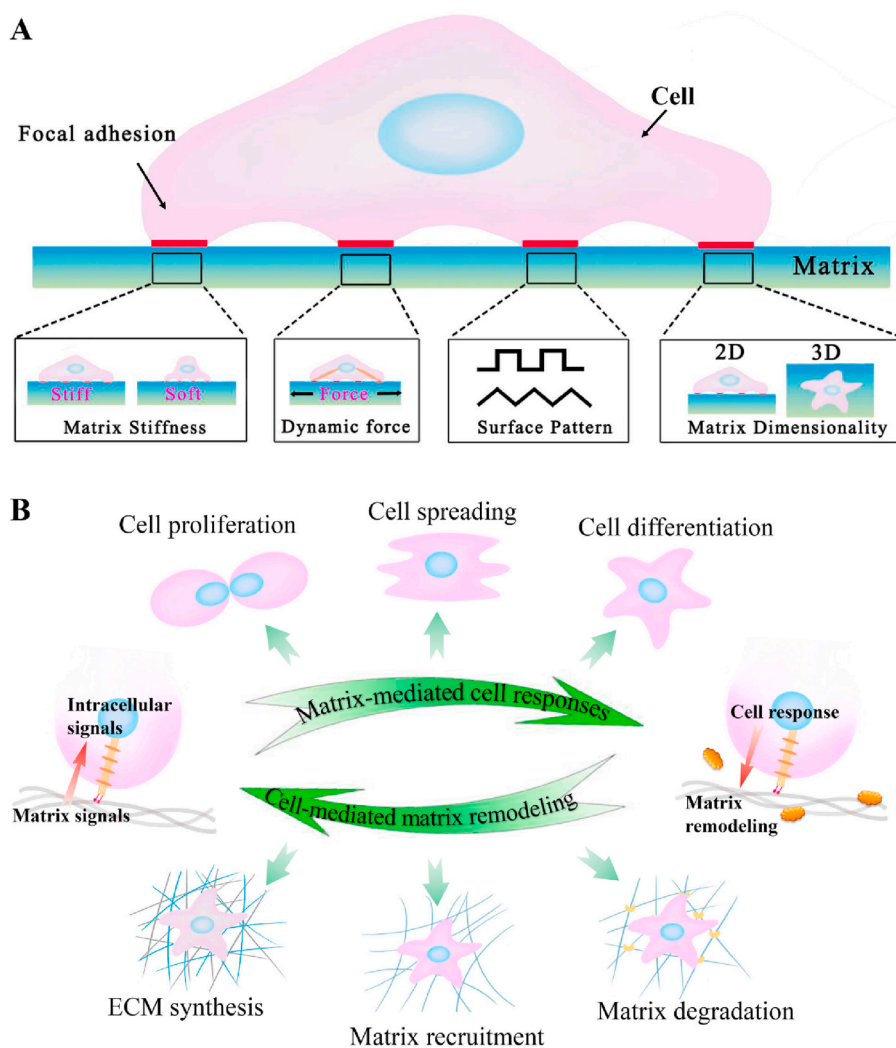 A
Cell
Focal adhesion
Matrix
Stiff
Soft
Matrix Stiffness
Force
Dynamic force
Surface Pattern
2D
3D
Matrix Dimensionality
B
Cell proliferation
Cell spreading
Cell differentiation
Matrix-mediated cell responses
Intracellular
signals
Matrix signals
Cell response
Matrix
remodeling
Cell-mediated matrix remodeling
ECM synthesis
Matrix recruitment
Matrix degradation